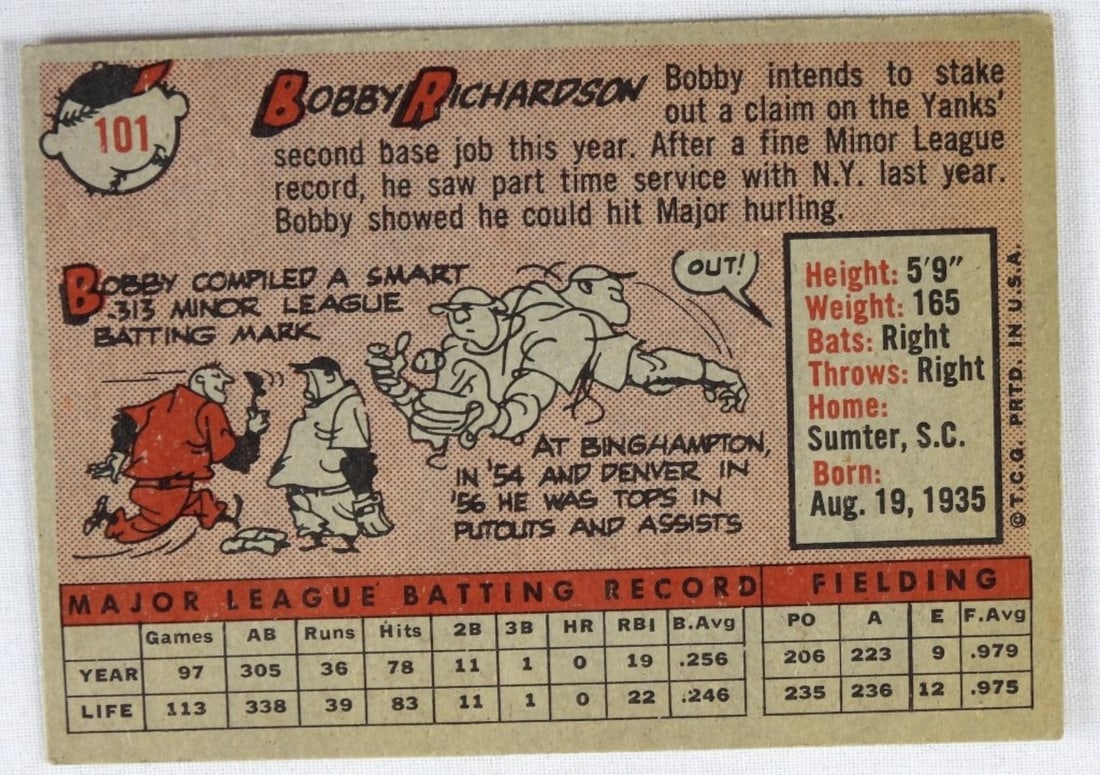 101
BOBBY RICHARDSON
Bobby intends to stake
out a claim on the Yanks'
second base job this year. After a fine Minor League
record, he saw part time service with N.Y. last year.
Bobby showed he could hit Major hurling.
BOBBY COMPILED A SMART
.313 MINOR LEAGUE
BATTING MARK
OUT!
AT BINGHAMPTON,
IN '54 AND DENVER IN
'56 HE WAS TOPS IN
PUTOUTS AND ASSISTS
Height: 5'9"
Weight: 165
Bats: Right
Throws: Right
Home:
Sumter, S.C.
Born:
Aug. 19, 1935
© T.C.G. PRTD. IN U.S.A.
MAJOR LEAGUE BATTING RECORD FIELDING
Games AB Runs Hits 2B 3B HR RBI B.Avg PO A E F.Avg
YEAR 97 305 36 78 11 1 0 19 .256 206 223 9 .979
LIFE 113 338 39 83 11 1 0 22 .246 235 236 12 .975